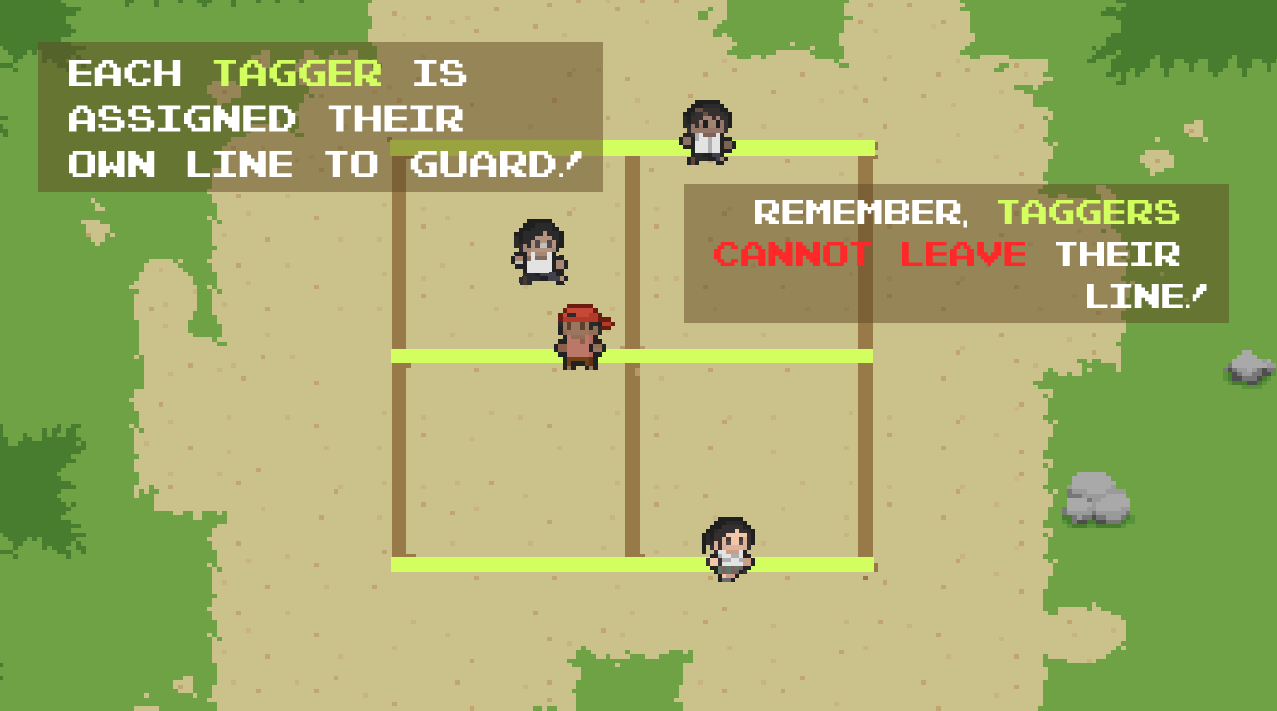 EACH TAGGER IS
ASSIGNED THEIR
OWN LINE TO GUARD!
REMEMBER, TAGGERS
CANNOT LEAVE THEIR
LINE!